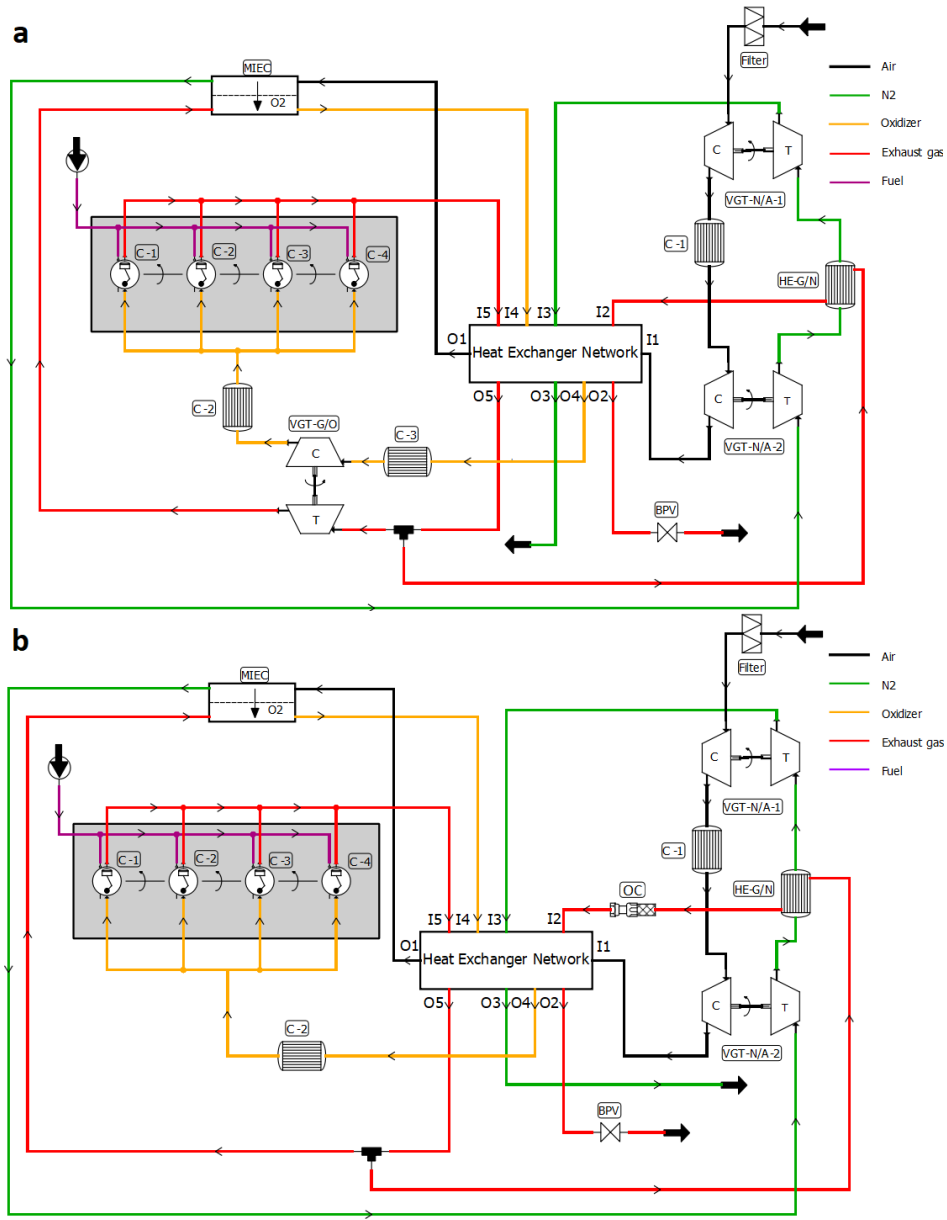 a
Filter
MIEC
O2
Air
N2
Oxidizer
Exhaust gas
Fuel
C
T
VGT-N/A-1
C-1
C-2
C-3
C-4
C-1
HE-G/N
I5
I4
I3
I2
I1
O1
Heat Exchanger Network
O5
O3
O4
O2
C
T
VGT-N/A-2
C-2
VGT-G/O
C
T
C-3
BPV
b
Filter
MIEC
O2
Air
N2
Oxidizer
Exhaust gas
Fuel
C
T
VGT-N/A-1
C-1
C-2
C-3
C-4
C-1
HE-G/N
OC
I5
I4
I3
I2
I1
O1
Heat Exchanger Network
O5
O3
O4
O2
C
T
VGT-N/A-2
C-2
BPV